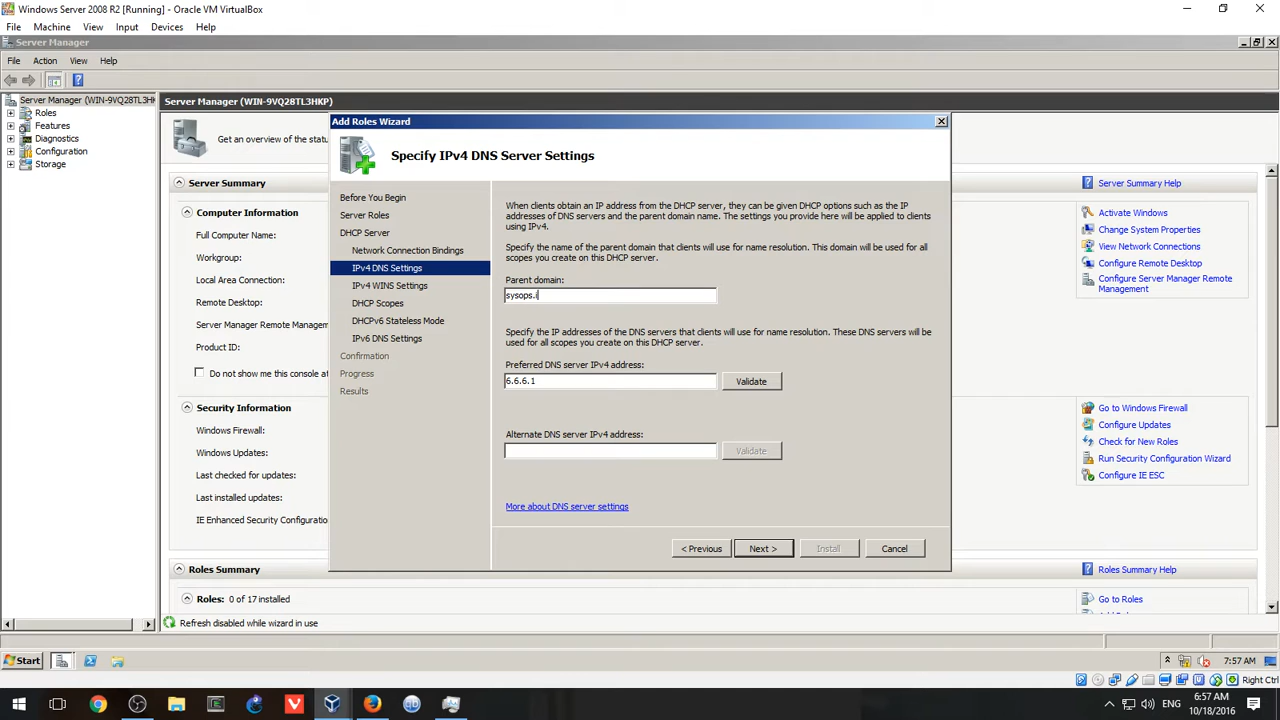 Windows Server 2008 R2 [Running] - Oracle VM VirtualBox
File Machine View Input Devices Help
Server Manager
File Action View Help
Server Manager (WIN-9VQ28TL3HK
Roles
Features
Diagnostics
Configuration
Storage
Server Manager (WIN-9VQ28TL3HKP)
Get an overview of the statu
Server Summary
Server Summary Help
Computer Information
Full Computer Name:
Workgroup:
Local Area Connection:
Remote Desktop:
Server Manager Remote Managem
Product ID:
Do not show me this console at
Activate Windows
Change System Properties
View Network Connections
Configure Remote Desktop
Configure Server Manager Remote
Management
Security Information
Windows Firewall:
Windows Updates:
Last checked for updates:
Last installed updates:
IE Enhanced Security Configuratio
Go to Windows Firewall
Configure Updates
Check for New Roles
Run Security Configuration Wizard
Configure IE ESC
Roles Summary
Roles Summary Help
Roles: 0 of 17 installed
Go to Roles
Refresh disabled while wizard in use
Add Roles Wizard
Specify IPv4 DNS Server Settings
Before You Begin
Server Roles
DHCP Server
Network Connection Bindings
IPv4 DNS Settings
IPv4 WINS Settings
DHCP Scopes
DHCPv6 Stateless Mode
IPv6 DNS Settings
Confirmation
Progress
Results
When clients obtain an IP address from the DHCP server, they can be given DHCP options such as the IP
addresses of DNS servers and the parent domain name. The settings you provide here will be applied to clients
using IPv4.
Specify the name of the parent domain that clients will use for name resolution. This domain will be used for all
scopes you create on this DHCP server.
Parent domain:
sysops.i
Specify the IP addresses of the DNS servers that clients will use for name resolution. These DNS servers will be
used for all scopes you create on this DHCP server.
Preferred DNS server IPv4 address:
6.6.6.1 Validate
Alternate DNS server IPv4 address:
Validate
More about DNS server settings
< Previous Next > Install Cancel
Start
7:57 AM
Right Ctrl
ENG
6:57 AM
10/18/2016